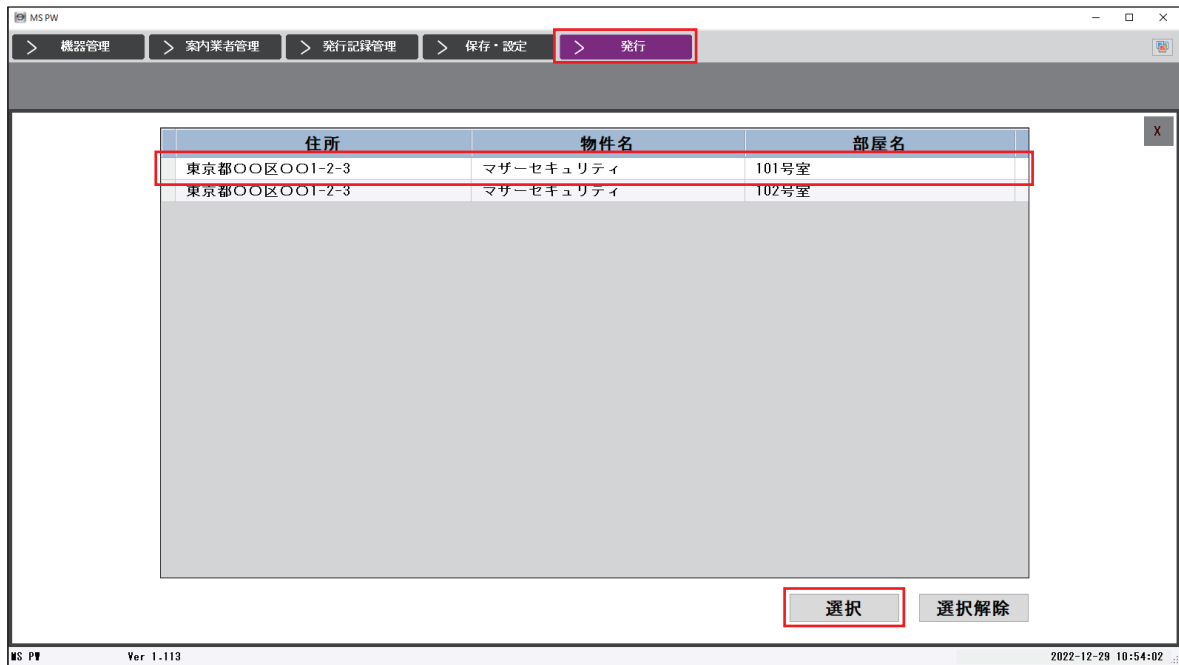 MS PW
> 機器管理 > 案内業者管理 > 発行記録管理 > 保存・設定 > 発行
X
住所 物件名 部屋名
東京都〇〇区〇〇1-2-3 マザーセキュリティ 101号室
東京都〇〇区〇〇1-2-3 マザーセキュリティ 102号室
選択 選択解除
MS PW Ver 1.113 2022-12-29 10:54:02